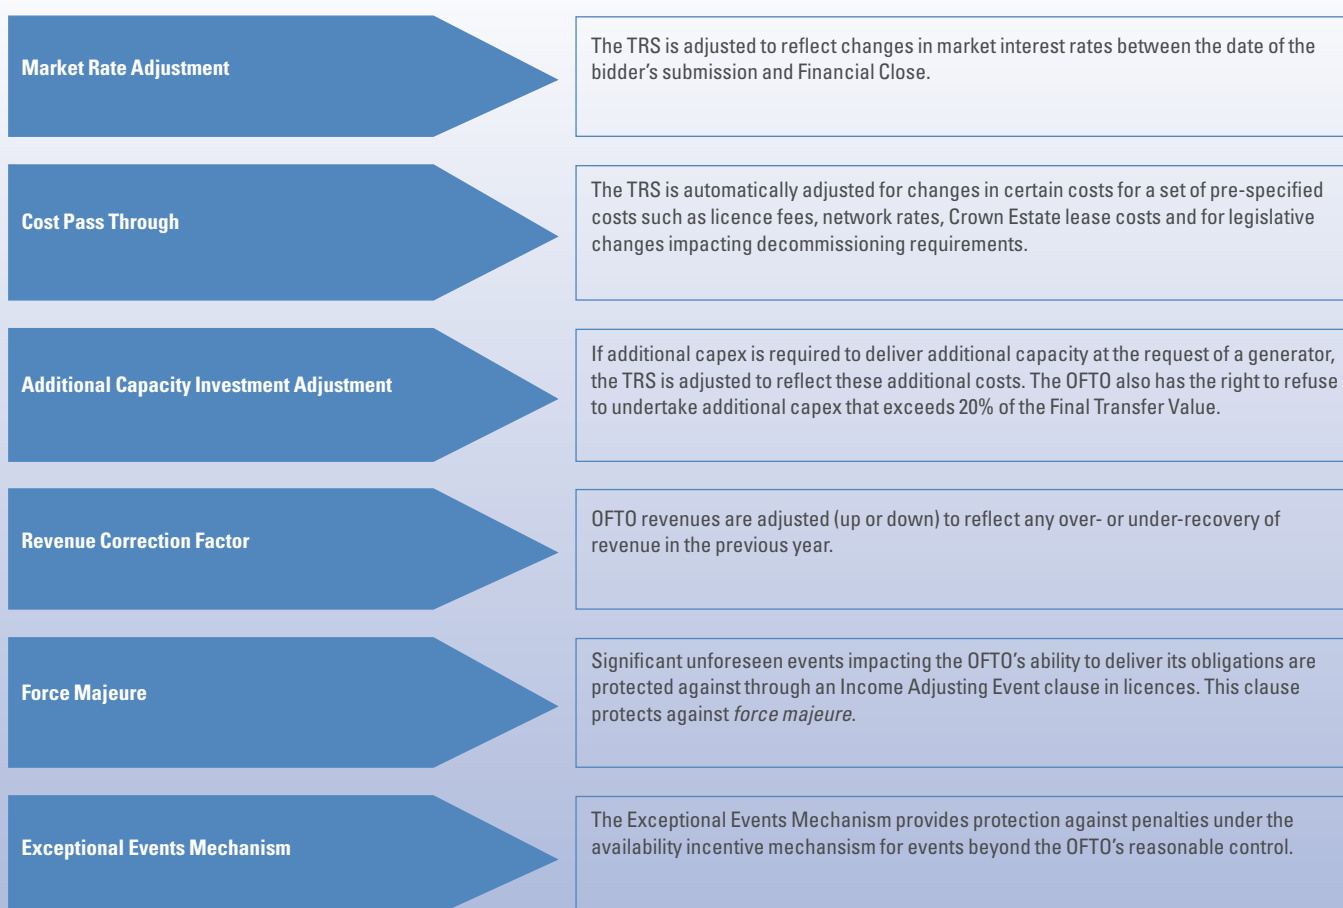 Market Rate Adjustment
The TRS is adjusted to reflect changes in market interest rates between the date of the
bidder's submission and Financial Close.
Cost Pass Through
The TRS is automatically adjusted for changes in certain costs for a set of pre-specified
costs such as licence fees, network rates, Crown Estate lease costs and for legislative
changes impacting decommissioning requirements.
Additional Capacity Investment Adjustment
If additional capex is required to deliver additional capacity at the request of a generator,
the TRS is adjusted to reflect these additional costs. The OFTO also has the right to refuse
to undertake additional capex that exceeds 20% of the Final Transfer Value.
Revenue Correction Factor
OFTO revenues are adjusted (up or down) to reflect any over- or under-recovery of
revenue in the previous year.
Force Majeure
Significant unforeseen events impacting the OFTO's ability to deliver its obligations are
protected against through an Income Adjusting Event clause in licences. This clause
protects against force majeure.
Exceptional Events Mechanism
The Exceptional Events Mechanism provides protection against penalties under the
availability incentive mechansism for events beyond the OFTO's reasonable control.